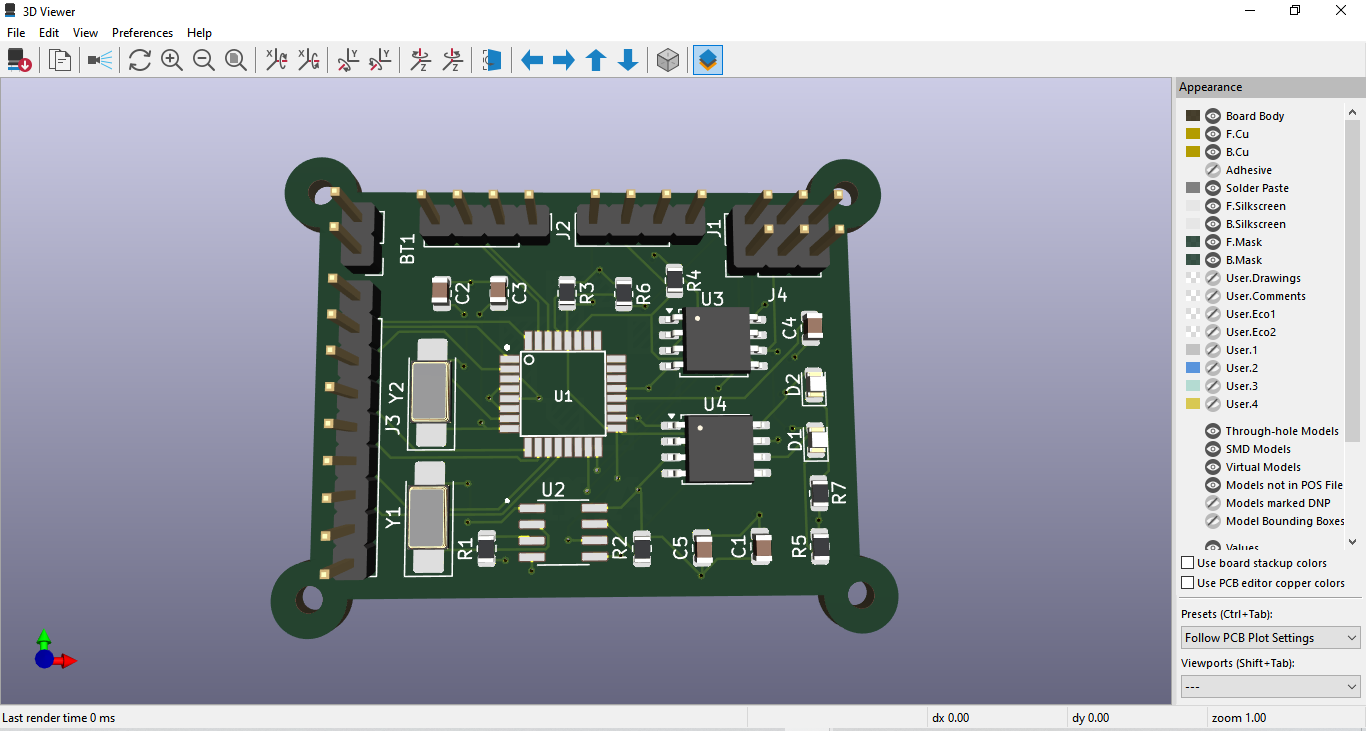 3D Viewer
File Edit View Preferences Help
X X Y Y Z Z
Appearance
Board Body
F.Cu
B.Cu
Adhesive
Solder Paste
F.Silkscreen
B.Silkscreen
F.Mask
B.Mask
User.Drawings
User.Comments
User.Eco1
User.Eco2
User.1
User.2
User.3
User.4
Through-hole Models
SMD Models
Virtual Models
Models not in POS File
Models marked DNP
Model Bounding Boxes
Values
Use board stackup colors
Use PCB editor copper colors
Presets (Ctrl+Tab):
Follow PCB Plot Settings
Viewports (Shift+Tab):
---
BT1 J2 J1
C2 C3 R3 R6 R4 U3 J4
C4
Y2 U1 D2
J3 U4 D1
U2 R7
Y1 R1 R2 C5 C1 R5
Last render time 0 ms dx 0.00 dy 0.00 zoom 1.00